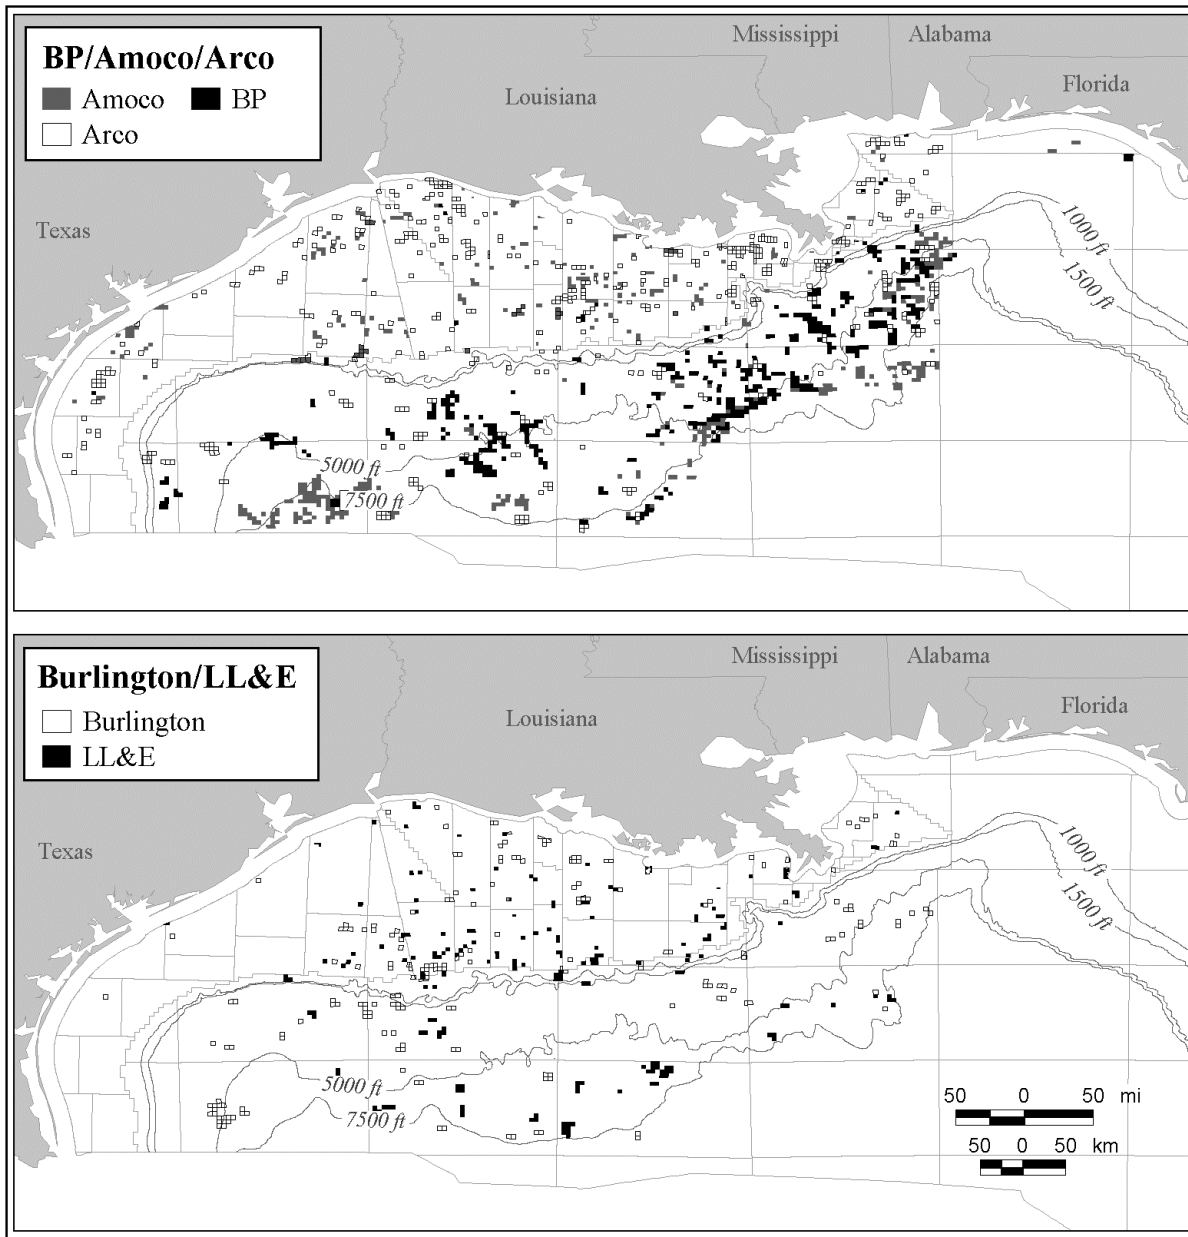 BP/Amoco/Arco
Amoco BP
Arco
Mississippi Alabama
Louisiana
Florida
Texas
1000 ft
1500 ft
5000 ft
7500 ft
Burlington/LL&E
Burlington
LL&E
Mississippi Alabama
Louisiana
Florida
Texas
1000 ft
1500 ft
5000 ft
7500 ft
50 0 50 mi
50 0 50 km